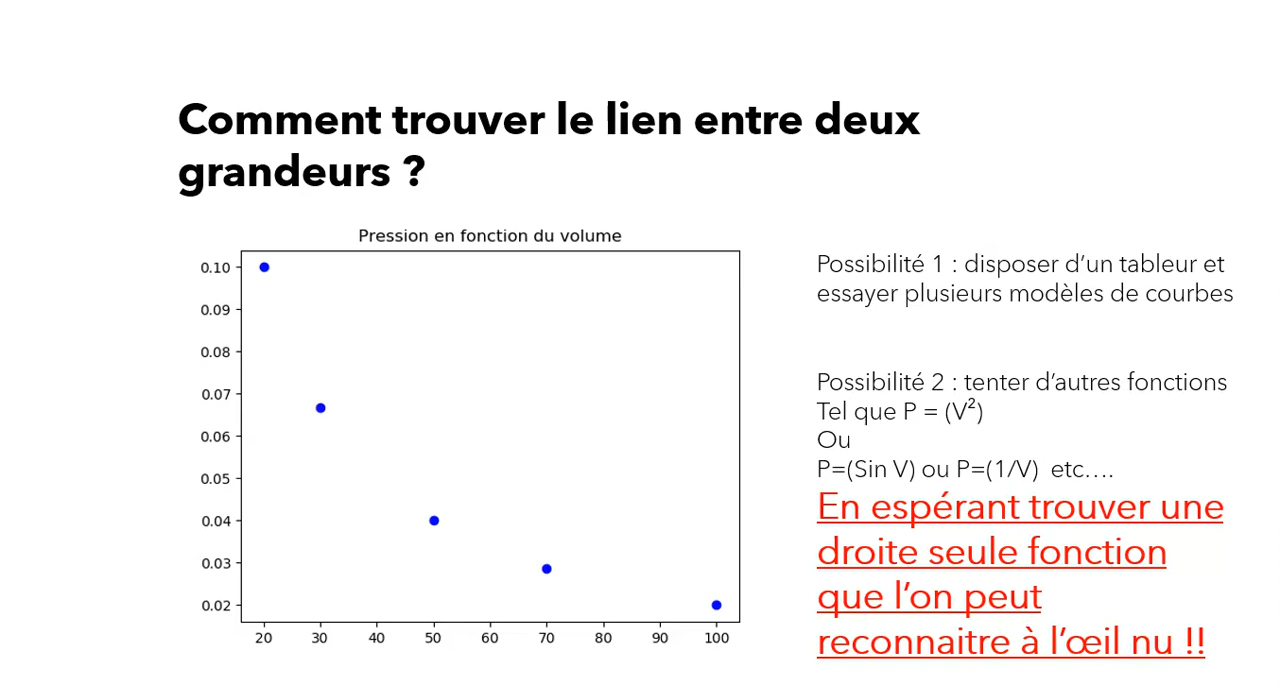 Comment trouver le lien entre deux
grandeurs ?
Pression en fonction du volume
0.10
0.09
0.08
0.07
0.06
0.05
0.04
0.03
0.02
20 30 40 50 60 70 80 90 100
Possibilité 1 : disposer d’un tableur et
essayer plusieurs modèles de courbes
Possibilité 2 : tenter d’autres fonctions
Tel que P = (V²)
Ou
P=(Sin V) ou P=(1/V) etc….
En espérant trouver une
droite seule fonction
que l’on peut
reconnaitre à l’œil nu !!